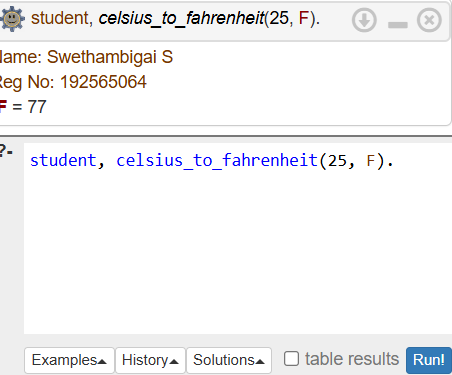 student, celsius_to_fahrenheit(25, F).
Name: Swethambigai S
Reg No: 192565064
F = 77
?- student, celsius_to_fahrenheit(25, F).
Examples History Solutions table results Run!